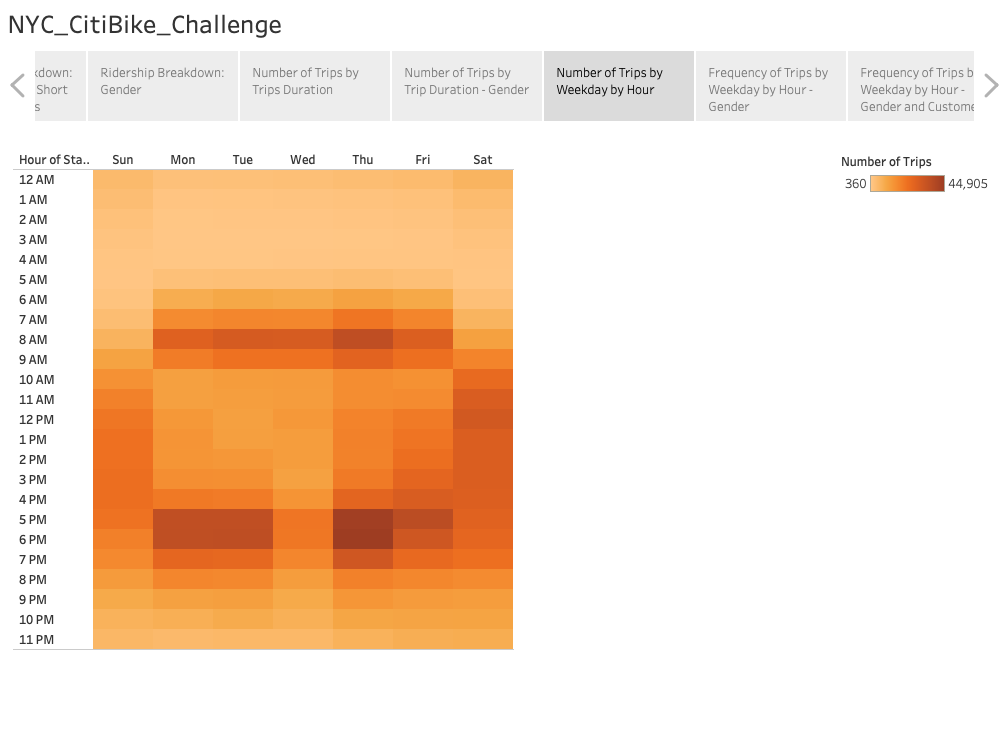 NYC_CitiBike_Challenge
kdown:
Short
s
Ridership Breakdown:
Gender
Number of Trips by
Trips Duration
Number of Trips by
Trip Duration - Gender
Number of Trips by
Weekday by Hour
Frequency of Trips by
Weekday by Hour -
Gender
Frequency of Trips b
Weekday by Hour -
Gender and Custome
Hour of Sta.. Sun Mon Tue Wed Thu Fri Sat
12 AM
1 AM
2 AM
3 AM
4 AM
5 AM
6 AM
7 AM
8 AM
9 AM
10 AM
11 AM
12 PM
1 PM
2 PM
3 PM
4 PM
5 PM
6 PM
7 PM
8 PM
9 PM
10 PM
11 PM
Number of Trips
360 44,905